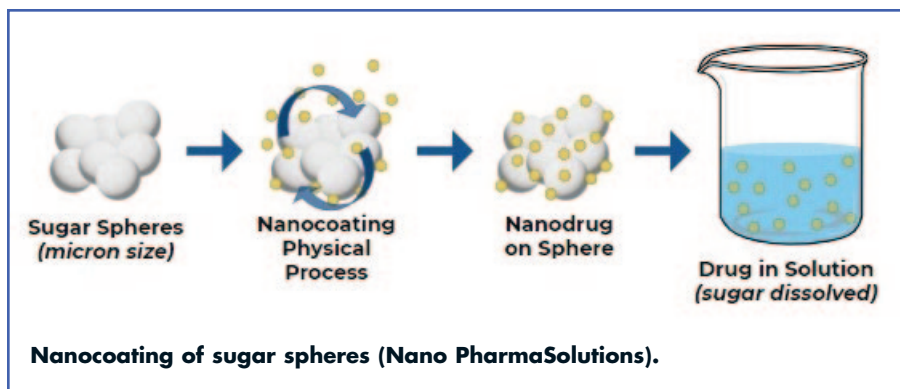 Sugar Spheres
(micron size)
Nanocoating
Physical
Process
Nanodrug
on Sphere
Drug in Solution
(sugar dissolved)
Nanocoating of sugar spheres (Nano PharmaSolutions).